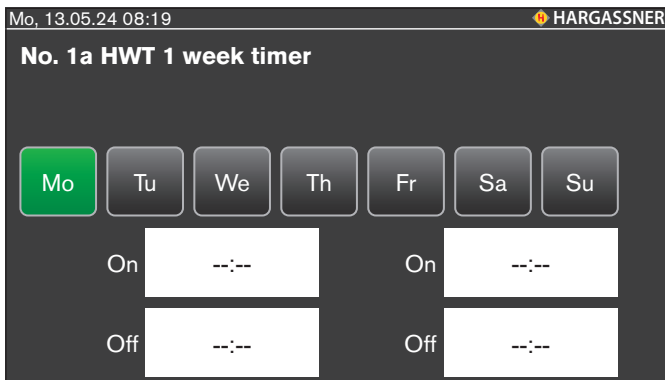 Mo, 13.05.24 08:19 HARGASSNER
No. 1a HWT 1 week timer
Mo Tu We Th Fr Sa Su
On --:-- On --:--
Off --:-- Off --:--